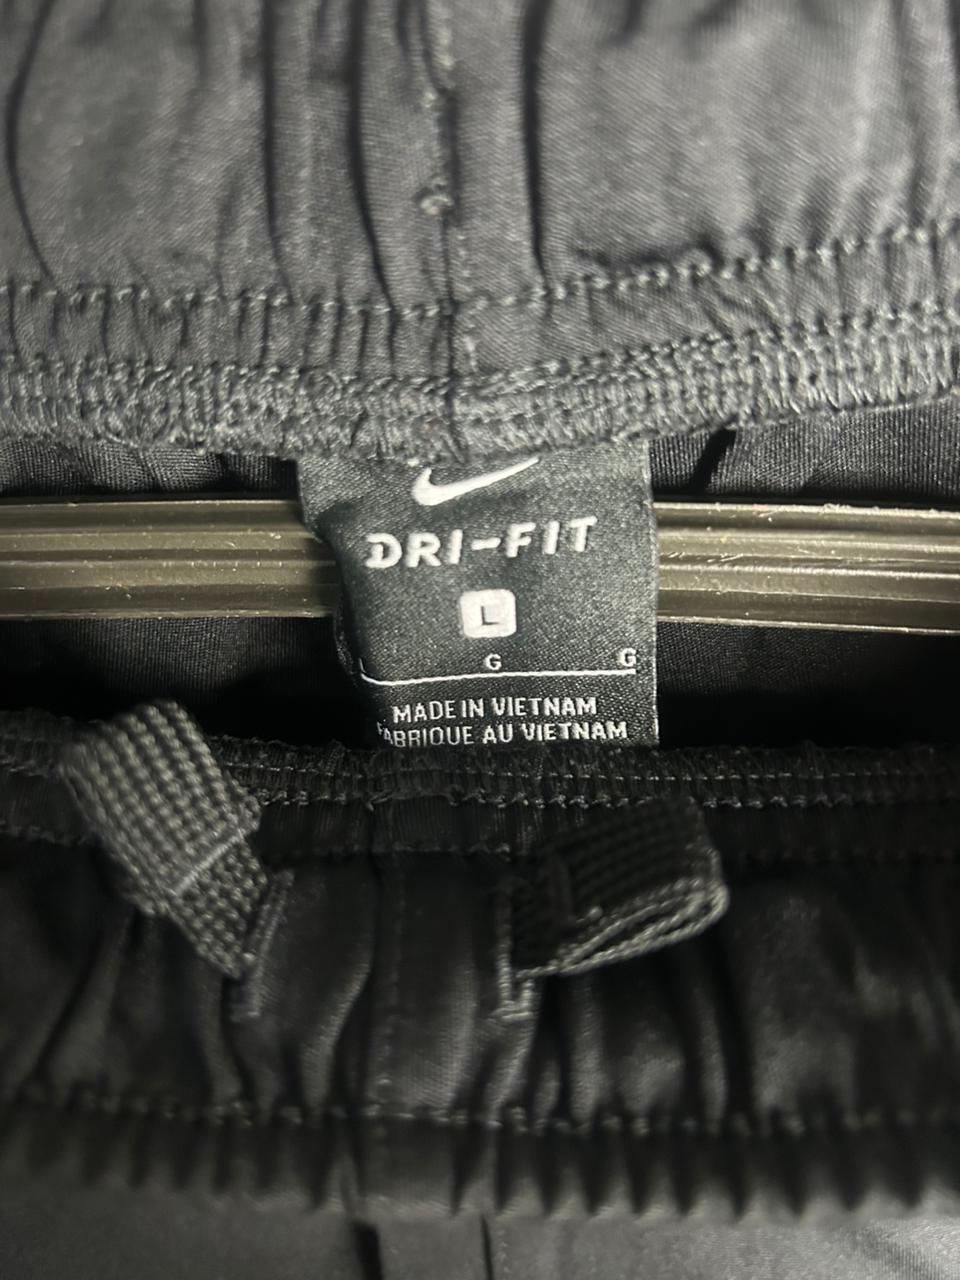 DRI-FIT
L
L G G
MADE IN VIETNAM
FABRIQUE AU VIETNAM